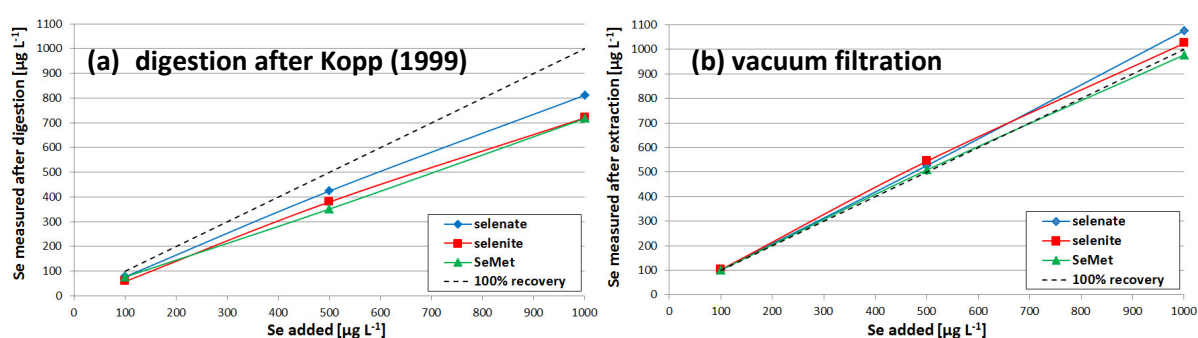 (a) digestion after Kopp (1999)
Se measured after digestion [µg L-1]
1100
1000
900
800
700
600
500
400
300
200
100
0
selenate
selenite
SeMet
100% recovery
0 100 200 300 400 500 600 700 800 900 1000
Se added [µg L-1]
(b) vacuum filtration
Se measured after extraction [µg L-1]
1100
1000
900
800
700
600
500
400
300
200
100
0
selenate
selenite
SeMet
100% recovery
0 100 200 300 400 500 600 700 800 900 1000
Se added [µg L-1]